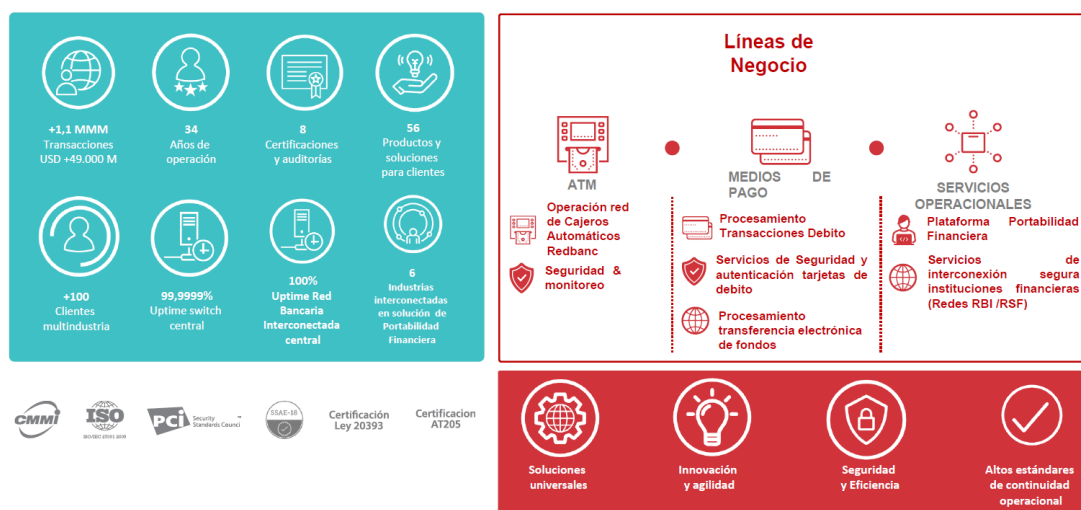 +1,1 MMM
Transacciones
USD +49.000 M
34
Años de
operación
8
Certificaciones
y auditorías
56
Productos y
soluciones
para clientes
+100
Clientes
multindustria
99,9999%
Uptime switch
central
100%
Uptime Red
Bancaria
Interconectada
central
6
Industrias
interconectadas
en solución de
Portabilidad
Financiera
CMMi
ISO
PCi
Security
Standards Council
SSAE-18
Certificación
Ley 20393
Certificacion
AT205
Líneas de
Negocio
ATM
Operación red
de Cajeros
Automáticos
Redbanc
Seguridad &
monitoreo
MEDIOS DE
PAGO
Procesamiento
Transacciones Debito
Servicios de Seguridad y
autenticación tarjetas de
debito
Procesamiento
transferencia electrónica
de fondos
SERVICIOS
OPERACIONALES
Plataforma Portabilidad
Financiera
Servicios de
interconexión segura
instituciones financieras
(Redes RBI /RSF)
Soluciones
universales
Innovación
y agilidad
Seguridad
y Eficiencia
Altos estándares
de continuidad
operacional